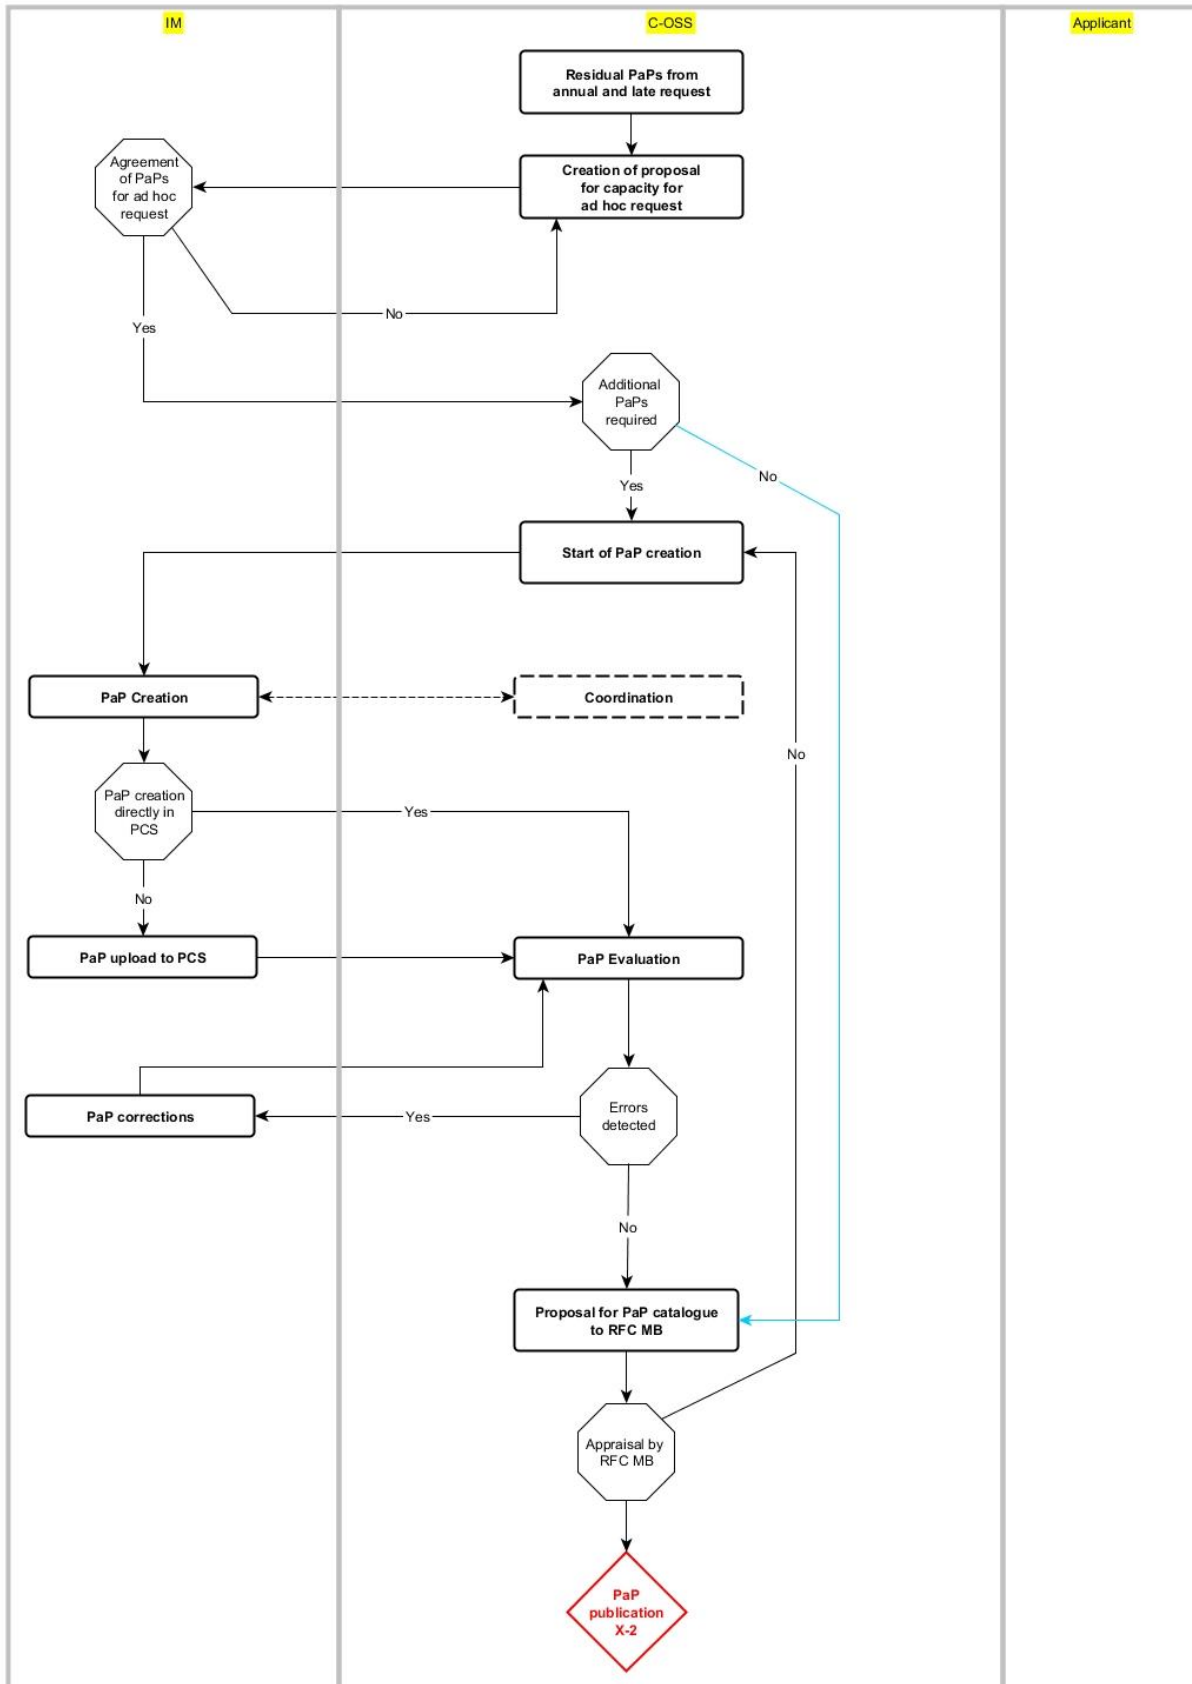 IM
C-OSS
Applicant
Residual PaPs from
annual and late request
Agreement
of PaPs
for ad hoc
request
Creation of proposal
for capacity for
ad hoc request
No
Yes
Additional
PaPs
required
No
Yes
Start of PaP creation
PaP Creation
Coordination
No
PaP creation
directly in
PCS
Yes
No
PaP upload to PCS
PaP Evaluation
PaP corrections
Yes
Errors
detected
No
Proposal for PaP catalogue
to RFC MB
Appraisal by
RFC MB
PaP
publication
X-2